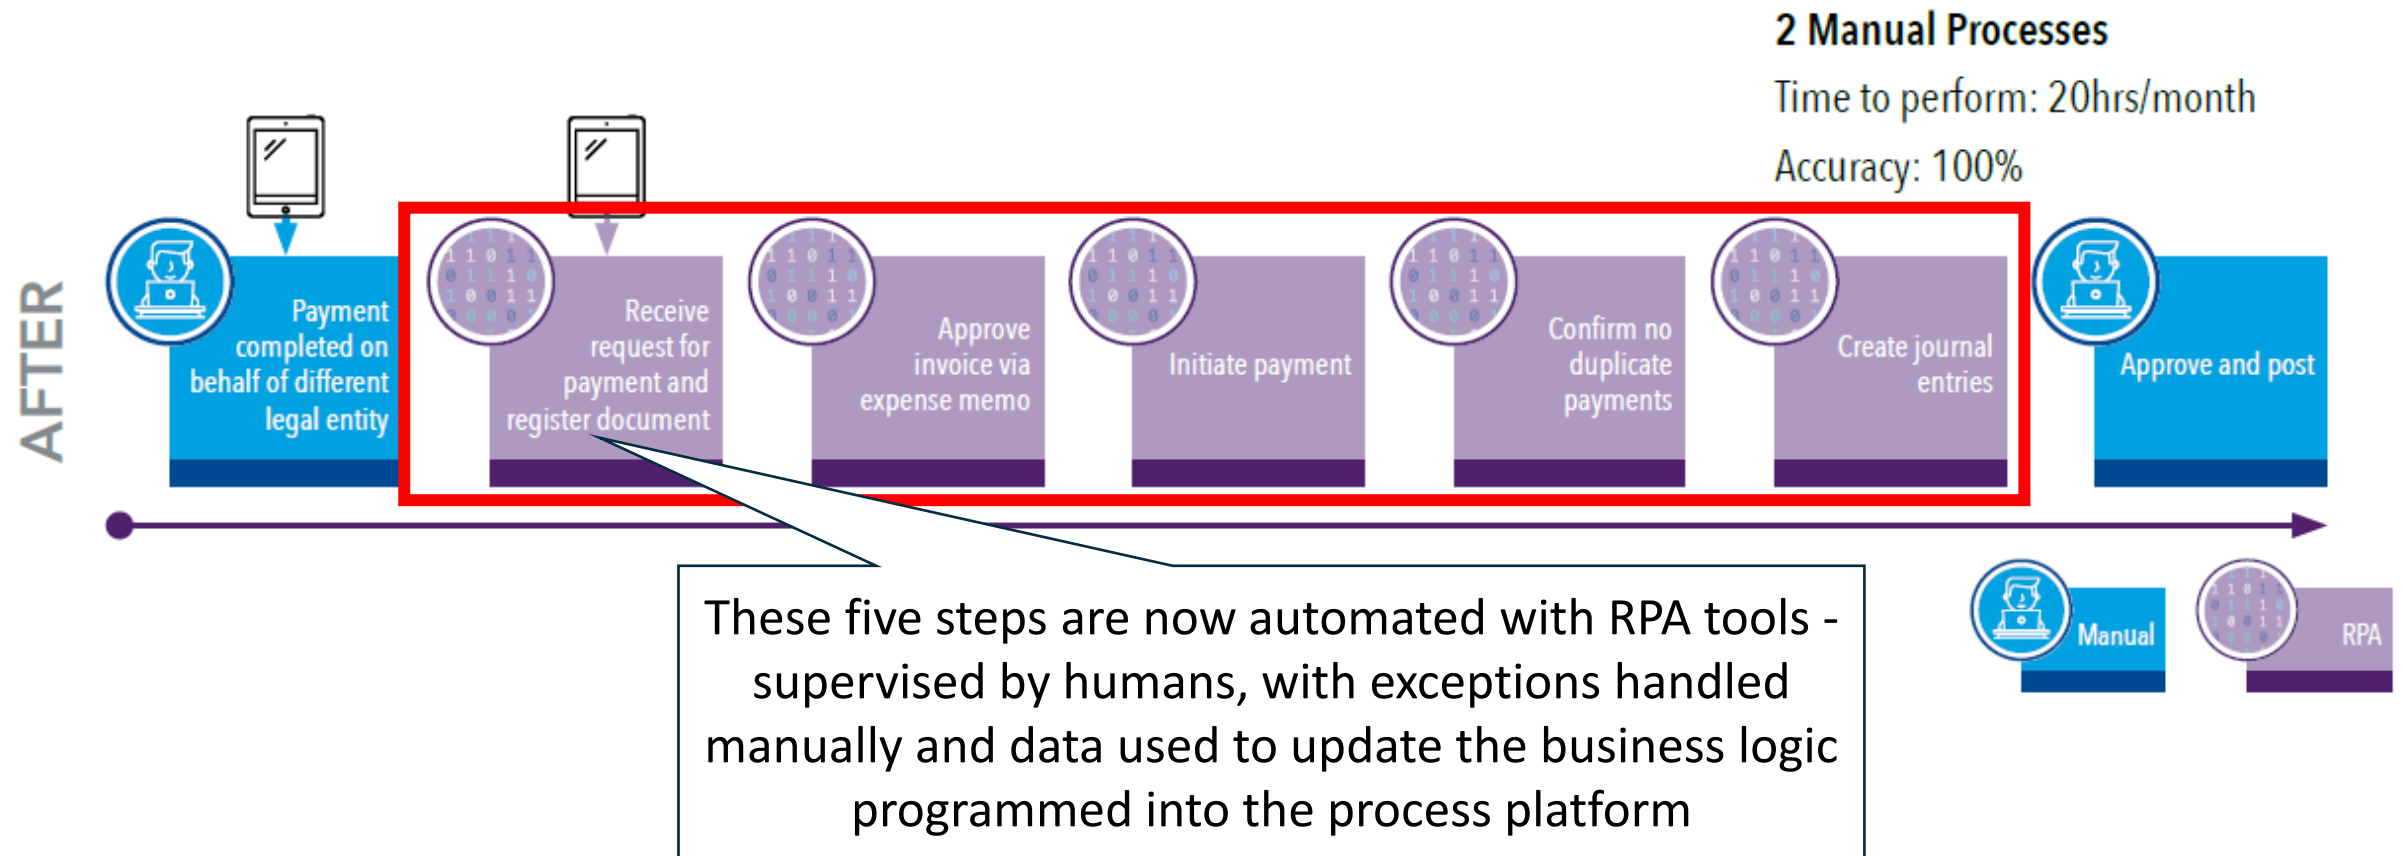 2 Manual Processes
Time to perform: 20hrs/month
Accuracy: 100%
AFTER
Payment
completed on
behalf of different
legal entity
Receive
request for
payment and
register document
Approve
invoice via
expense memo
Initiate payment
Confirm no
duplicate
payments
Create journal
entries
Approve and post
These five steps are now automated with RPA tools -
supervised by humans, with exceptions handled
manually and data used to update the business logic
programmed into the process platform
Manual
RPA